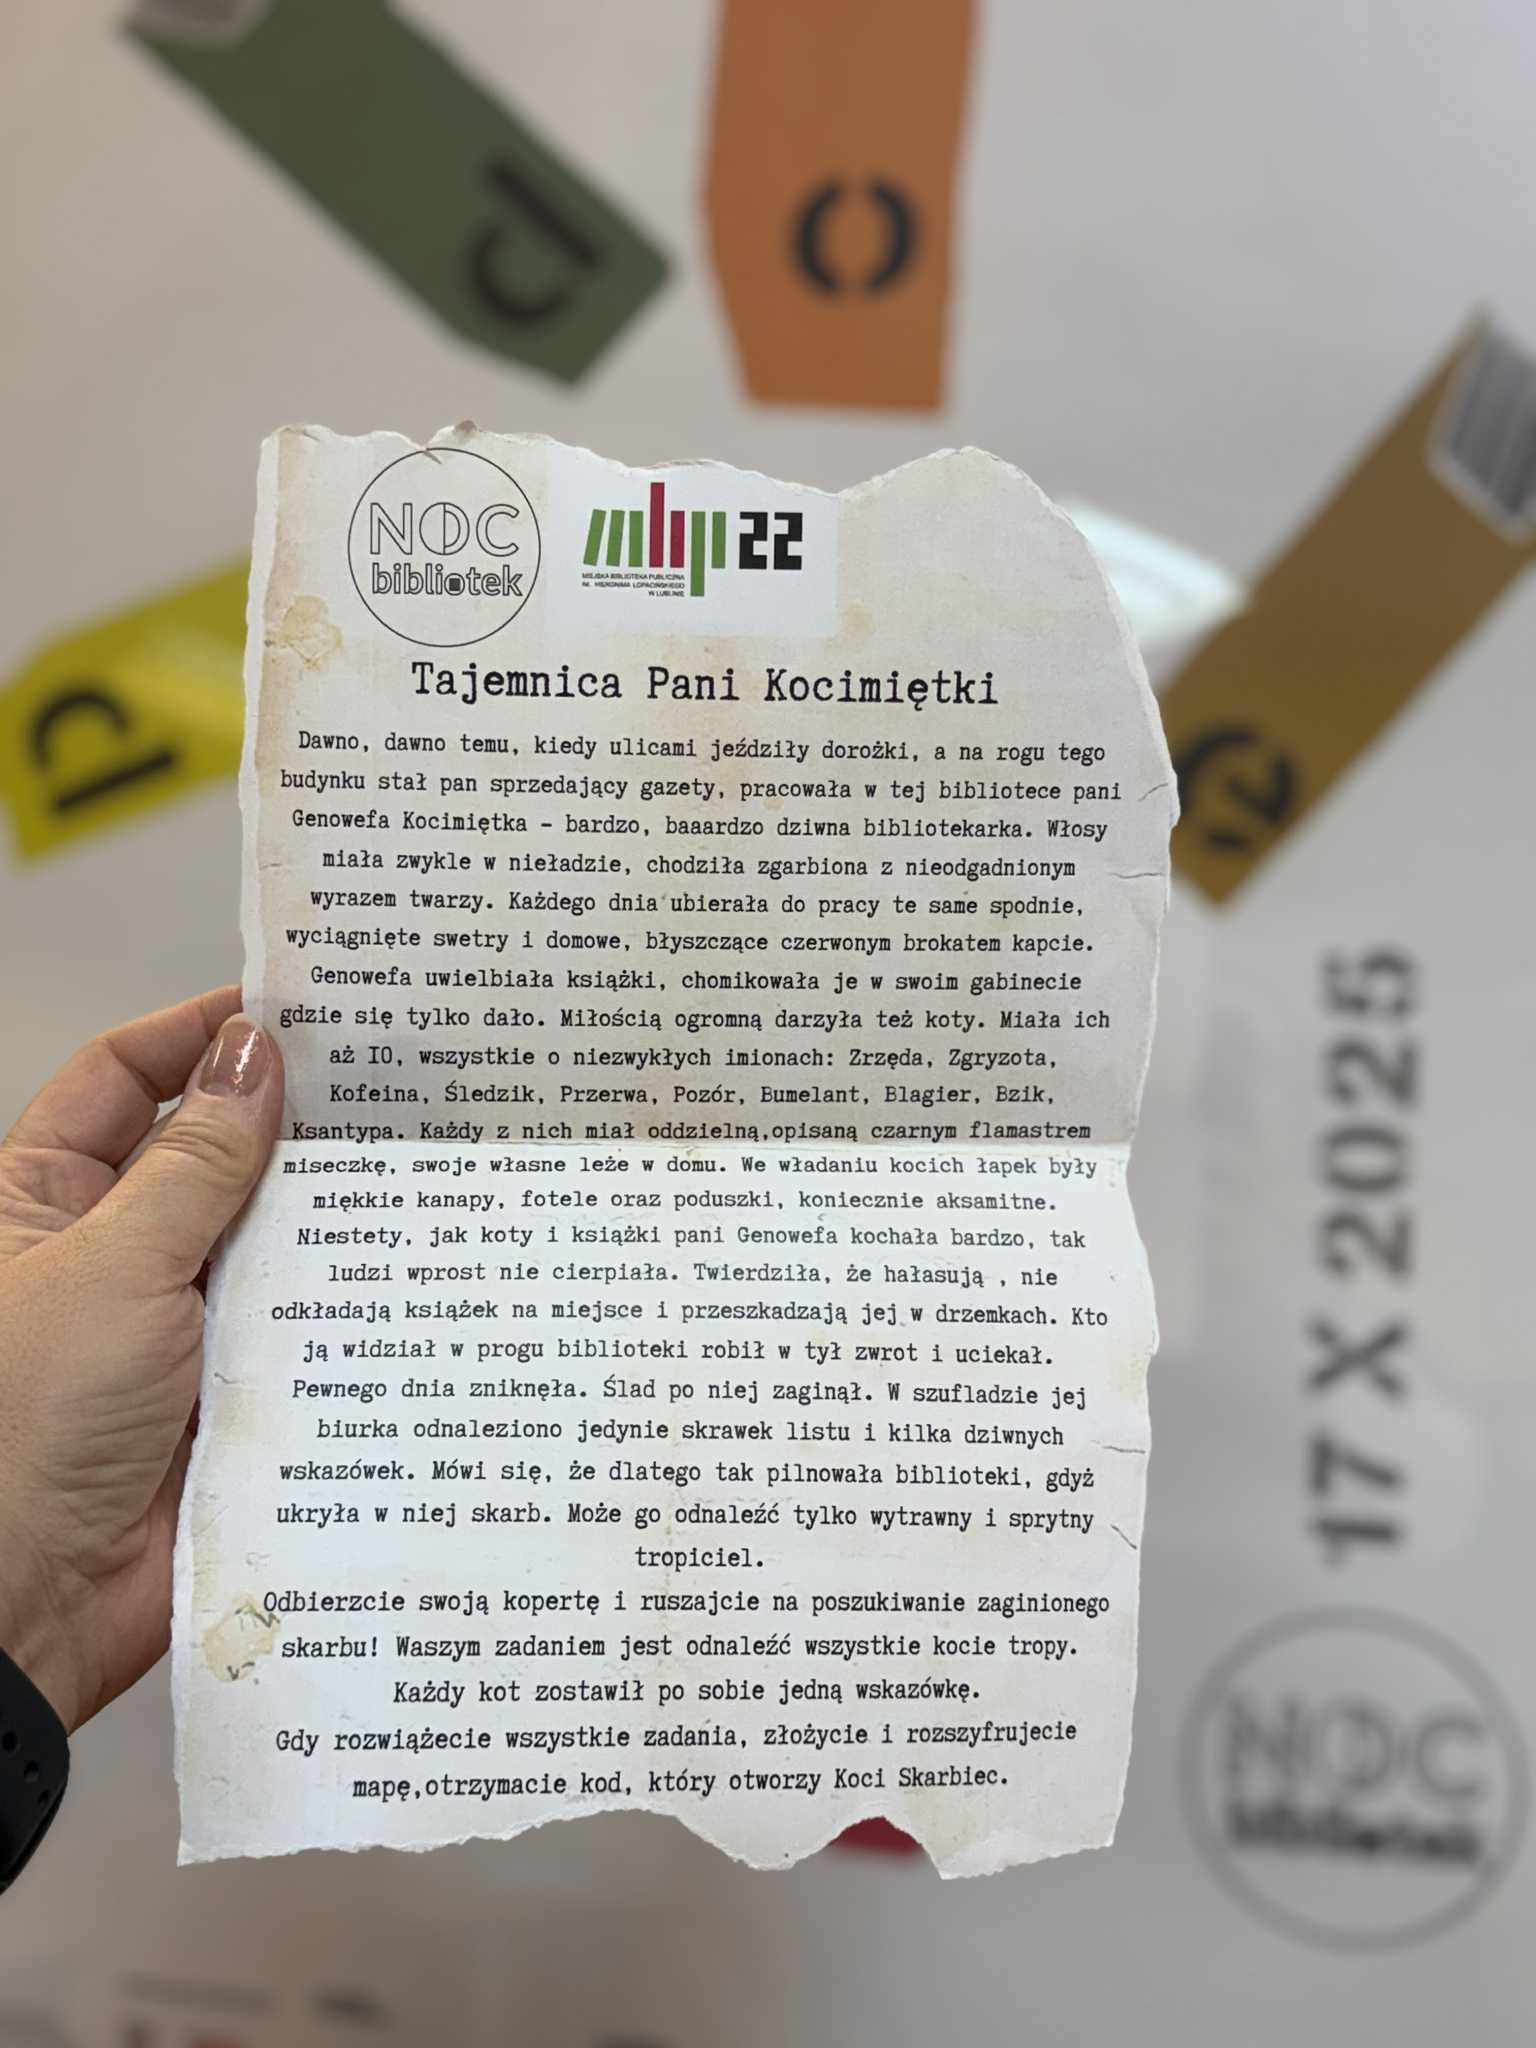 d
o
p
NOC
bibliotek
mbp 22
MIEJSKA BIBLIOTEKA PUBLICZNA
IM. HIERONIMA ŁOPACIŃSKIEGO
W LUBLINIE
Tajemnica Pani Kocimiętki
Dawno, dawno temu, kiedy ulicami jeździły dorożki, a na rogu tego
budynku stał pan sprzedający gazety, pracowała w tej bibliotece pani
Genowefa Kocimiętka – bardzo, baaardzo dziwna bibliotekarka. Włosy
miała zwykle w nieładzie, chodziła zgarbiona z nieodgadnionym
wyrazem twarzy. Każdego dnia ubierała do pracy te same spodnie,
wyciągnięte swetry i domowe, błyszczące czerwonym brokatem kapcie.
Genowefa uwielbiała książki, chomikowała je w swoim gabinecie
gdzie się tylko dało. Miłością ogromną darzyła też koty. Miała ich
aż IO, wszystkie o niezwykłych imionach: Zrzęda, Zgryzota,
Kofeina, Śledzik, Przerwa, Pozór, Bumelant, Blagier, Bzik,
Ksantypa. Każdy z nich miał oddzielną,opisaną czarnym flamastrem
miseczkę, swoje własne leże w domu. We władaniu kocich łapek były
miękkie kanapy, fotele oraz poduszki, koniecznie aksamitne.
Niestety, jak koty i książki pani Genowefa kochała bardzo, tak
ludzi wprost nie cierpiała. Twierdziła, że hałasują , nie
odkładają książek na miejsce i przeszkadzają jej w drzemkach. Kto
ją widział w progu biblioteki robił w tył zwrot i uciekał.
Pewnego dnia zniknęła. Ślad po niej zaginął. W szufladzie jej
biurka odnaleziono jedynie skrawek listu i kilka dziwnych
wskazówek. Mówi się, że dlatego tak pilnowała biblioteki, gdyż
ukryła w niej skarb. Może go odnaleźć tylko wytrawny i sprytny
tropiciel.
Odbierzcie swoją kopertę i ruszajcie na poszukiwanie zaginionego
skarbu! Waszym zadaniem jest odnaleźć wszystkie kocie tropy.
Każdy kot zostawił po sobie jedną wskazówkę.
Gdy rozwiążecie wszystkie zadania, złożycie i rozszyfrujecie
mapę,otrzymacie kod, który otworzy Koci Skarbiec.
17 X 2025
NOC
bibliotek